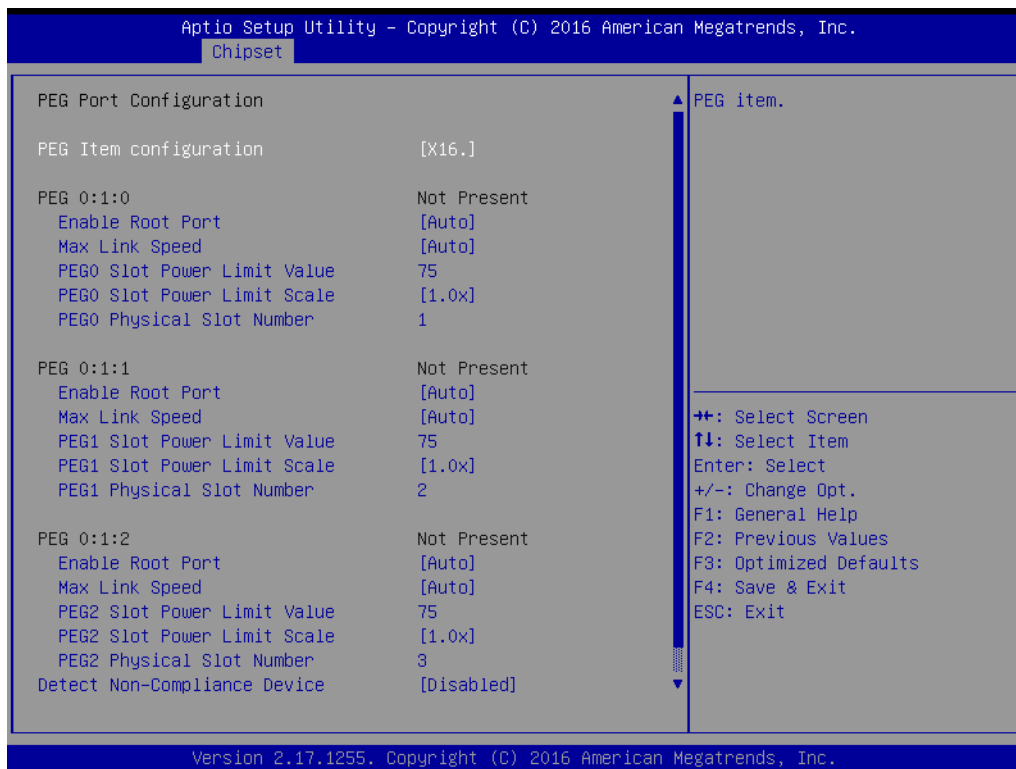 Aptio Setup Utility – Copyright (C) 2016 American Megatrends, Inc.
Chipset
PEG Port Configuration
PEG Item configuration [X16.]
PEG 0:1:0 Not Present
Enable Root Port [Auto]
Max Link Speed [Auto]
PEG0 Slot Power Limit Value 75
PEG0 Slot Power Limit Scale [1.0x]
PEG0 Physical Slot Number 1
PEG 0:1:1 Not Present
Enable Root Port [Auto]
Max Link Speed [Auto]
PEG1 Slot Power Limit Value 75
PEG1 Slot Power Limit Scale [1.0x]
PEG1 Physical Slot Number 2
PEG 0:1:2 Not Present
Enable Root Port [Auto]
Max Link Speed [Auto]
PEG2 Slot Power Limit Value 75
PEG2 Slot Power Limit Scale [1.0x]
PEG2 Physical Slot Number 3
Detect Non-Compliance Device [Disabled]
PEG item.
→←: Select Screen
↑↓: Select Item
Enter: Select
+/-: Change Opt.
F1: General Help
F2: Previous Values
F3: Optimized Defaults
F4: Save & Exit
ESC: Exit
Version 2.17.1255. Copyright (C) 2016 American Megatrends, Inc.